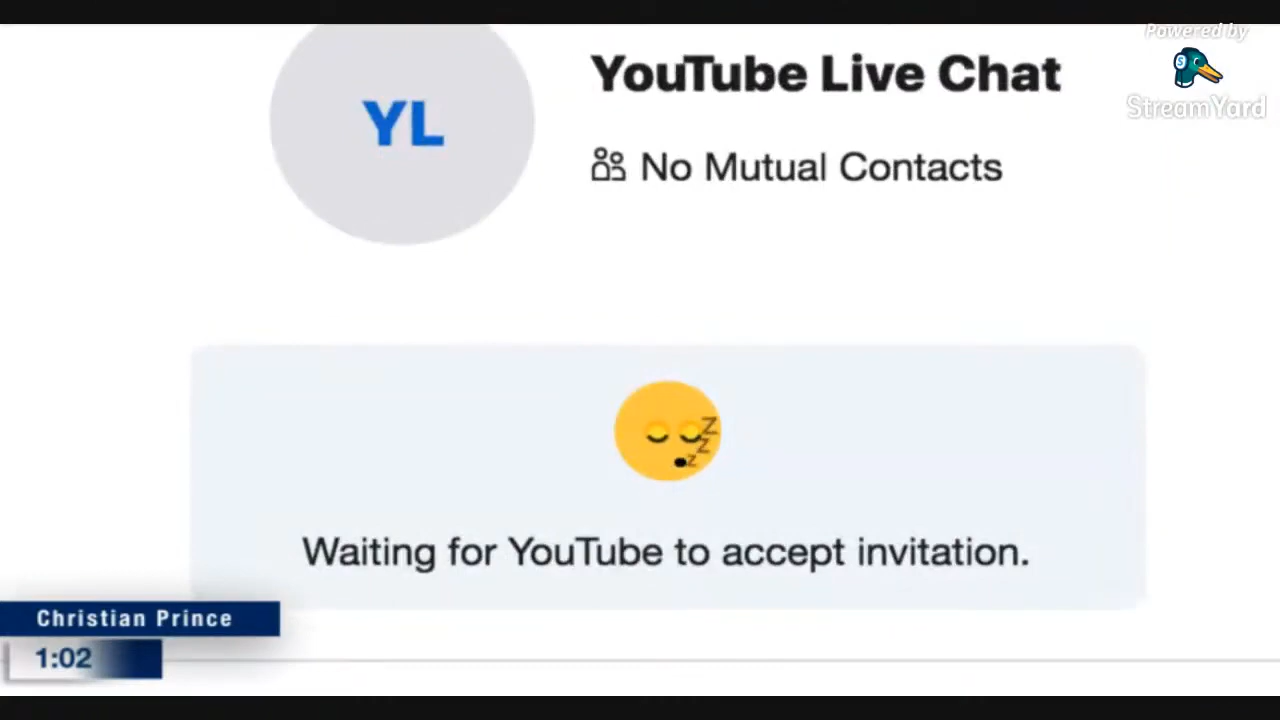 Powered by
StreamYard
YouTube Live Chat
YL
No Mutual Contacts
Waiting for YouTube to accept invitation.
Christian Prince
1:02